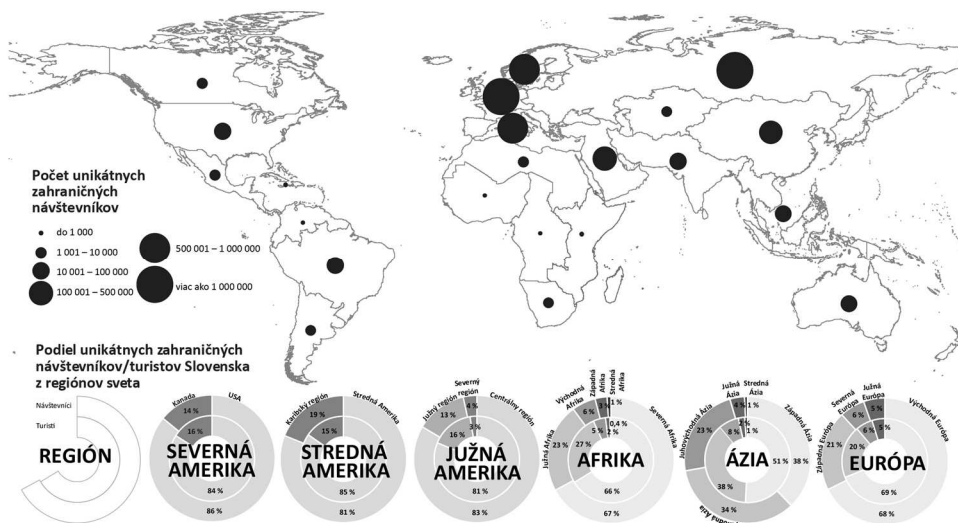 Počet unikátnych
zahraničných
návštevníkov
do 1 000
1 001 – 10 000
10 001 – 100 000
100 001 – 500 000
500 001 – 1 000 000
viac ako 1 000 000
Podiel unikátnych zahraničných
návštevníkov/turistov Slovenska
z regiónov sveta
Návštevníci
Turisti
REGIÓN
Kanada
USA
14 %
16 %
SEVERNÁ
AMERIKA
84 %
86 %
Karibský región
Stredná Amerika
19 %
15 %
STREDNÁ
AMERIKA
85 %
81 %
Južný región
Severný
región
Centrálny región
13 %
4 %
16 %
3 %
JUŽNÁ
AMERIKA
81 %
83 %
Južná Afrika
Východná
Afrika
Západná
Afrika
Stredná
Afrika
Severná Afrika
23 %
6 %
3 %
1 %
27 %
5 %
0,4 %
AFRIKA
66 %
67 %
Juhovýchodná Ázia
Južná
Ázia
Stredná
Ázia
Západná Ázia
23 %
4 %
1 %
8 %
1 %
ÁZIA
51 %
38 %
38 %
34 %
Východná Ázia
Západná Európa
Severná
Európa
Južná
Európa
Východná Európa
21 %
6 %
5 %
20 %
6 %
5 %
EURÓPA
69 %
68 %